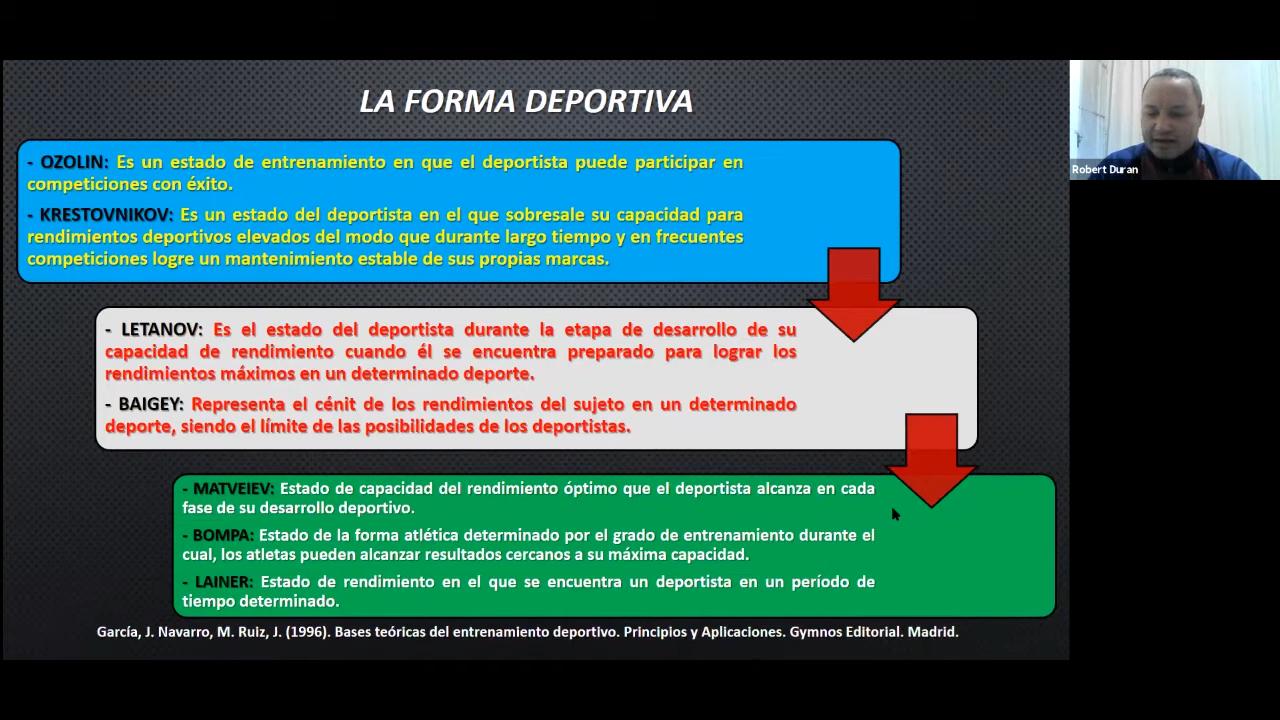 LA FORMA DEPORTIVA
- OZOLIN: Es un estado de entrenamiento en que el deportista puede participar en
competiciones con éxito.
- KRESTOVNIKOV: Es un estado del deportista en el que sobresale su capacidad para
rendimientos deportivos elevados del modo que durante largo tiempo y en frecuentes
competiciones logre un mantenimiento estable de sus propias marcas.
- LETANOV: Es el estado del deportista durante la etapa de desarrollo de su
capacidad de rendimiento cuando él se encuentra preparado para lograr los
rendimientos máximos en un determinado deporte.
- BAIGEY: Representa el cénit de los rendimientos del sujeto en un determinado
deporte, siendo el límite de las posibilidades de los deportistas.
- MATVEIEV: Estado de capacidad del rendimiento óptimo que el deportista alcanza en cada
fase de su desarrollo deportivo.
- BOMPA: Estado de la forma atlética determinado por el grado de entrenamiento durante el
cual, los atletas pueden alcanzar resultados cercanos a su máxima capacidad.
- LAINER: Estado de rendimiento en el que se encuentra un deportista en un período de
tiempo determinado.
García, J. Navarro, M. Ruiz, J. (1996). Bases teóricas del entrenamiento deportivo. Principios y Aplicaciones. Gymnos Editorial. Madrid.
Robert Duran